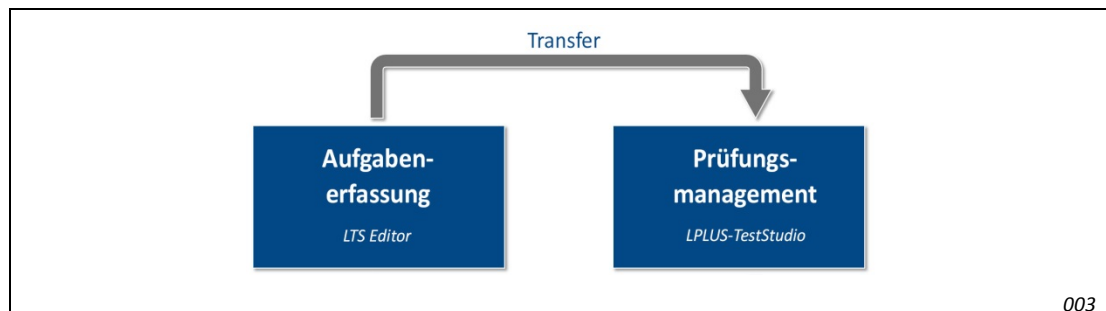 Transfer
Aufgaben-
erfassung
LTS Editor
Prüfungs-
management
LPLUS-TestStudio
003